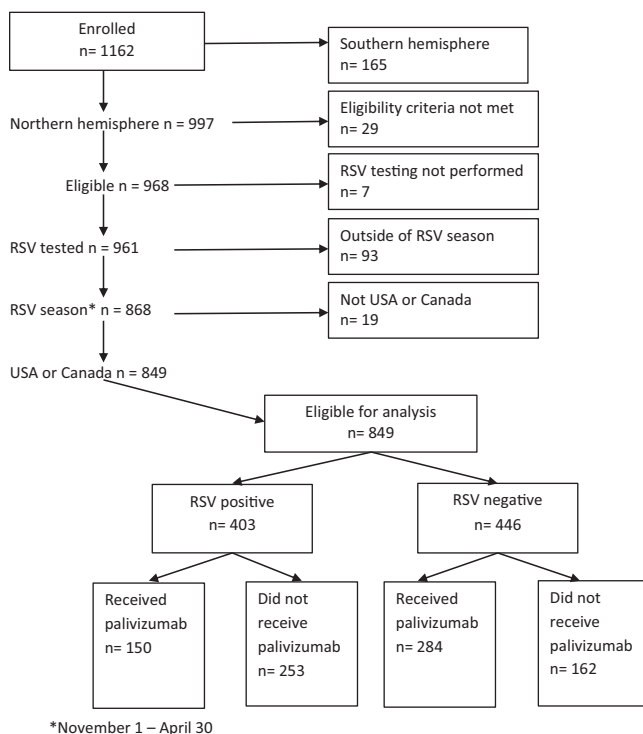 Enrolled
n= 1162
Southern hemisphere
n= 165
Northern hemisphere n = 997
Eligibility criteria not met
n= 29
Eligible n= 968
RSV testing not performed
n= 7
RSV tested n= 961
Outside of RSV season
n= 93
RSV season* n = 868
Not USA or Canada
n= 19
USA or Canada n= 849
Eligible for analysis
n= 849
RSV positive
n= 403
RSV negative
n= 446
Received
palivizumab
n= 150
Did not
receive
palivizumab
n= 253
Received
palivizumab
n= 284
Did not
receive
palivizumab
n= 162
*November 1 – April 30